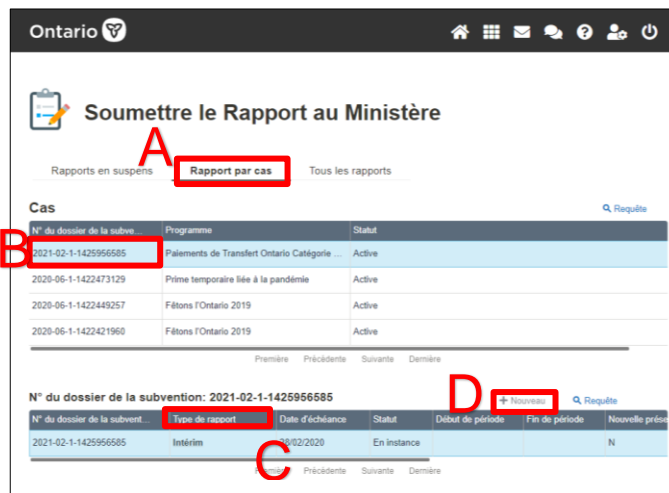 Ontario
Soumettre le Rapport au Ministère
A
Rapports en suspens Rapport par cas Tous les rapports
Cas Requête
N° du dossier de la subve... Programme Statut
B
2021-02-1-1425956585 Paiements de Transfert Ontario Catégorie ... Active
2020-06-1-1422473129 Prime temporaire liée à la pandémie Active
2020-06-1-1422449257 Fêtons l'Ontario 2019 Active
2020-06-1-1422421960 Fêtons l'Ontario 2019 Active
Première Précédente Suivante Dernière
D
N° du dossier de la subvention: 2021-02-1-1425956585 + Nouveau Requête
N° du dossier de la subvent... Type de rapport Date d'échéance Statut Début de période Fin de période Nouvelle prése
2021-02-1-1425956585 Intérim 28/02/2020 En instance N
C
Première Précédente Suivante Dernière